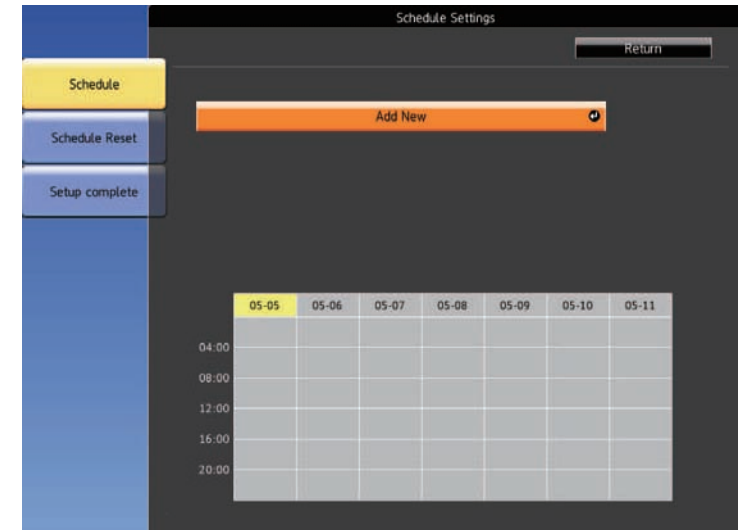 Schedule Settings
Return
Schedule
Add New
Schedule Reset
Setup complete
05-05 05-06 05-07 05-08 05-09 05-10 05-11
04:00
08:00
12:00
16:00
20:00